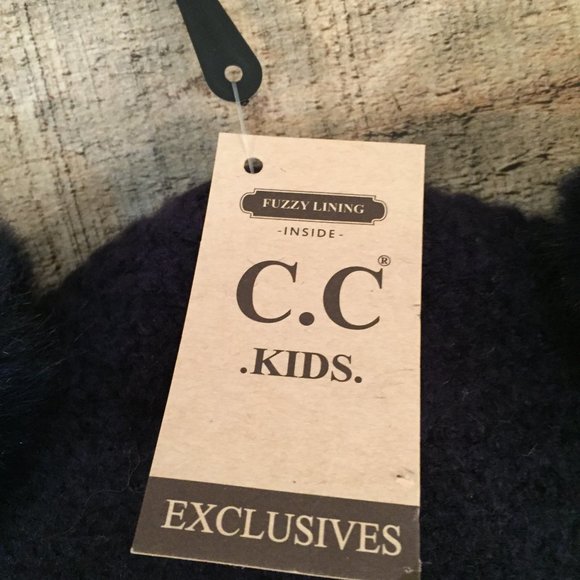 FUZZY LINING
-INSIDE-
C.C®
.KIDS.
EXCLUSIVES